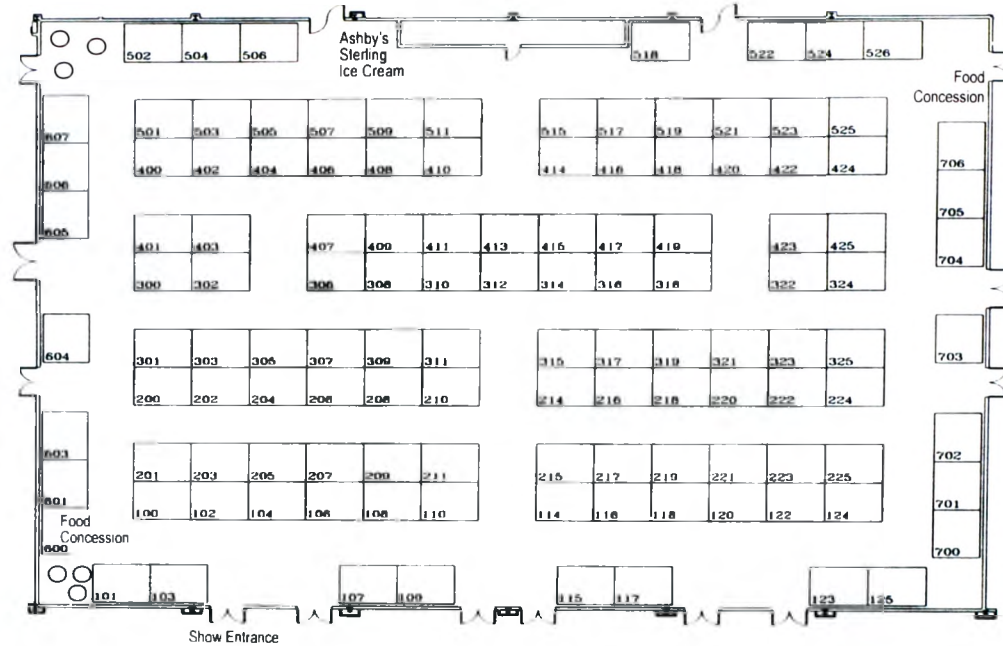 Ashby's
Sterling
Ice Cream
502 504 506 518 522 524 526
Food
Concession
501 503 505 507 509 511 515 517 519 521 523 525
607
400 402 404 406 408 410 414 416 418 420 422 424
706
606
705
605
401 403 407 409 411 413 415 417 419 423 425
704
300 302 306 308 310 312 314 316 318 322 324
604 703
301 303 305 307 309 311 315 317 319 321 323 325
200 202 204 206 208 210 214 216 218 220 222 224
603 702
201 203 205 207 209 211 215 217 219 221 223 225
601 701
100 102 104 106 108 110 114 116 118 120 122 124
Food
Concession
600 700
101 103 107 109 115 117 123 125
Show Entrance